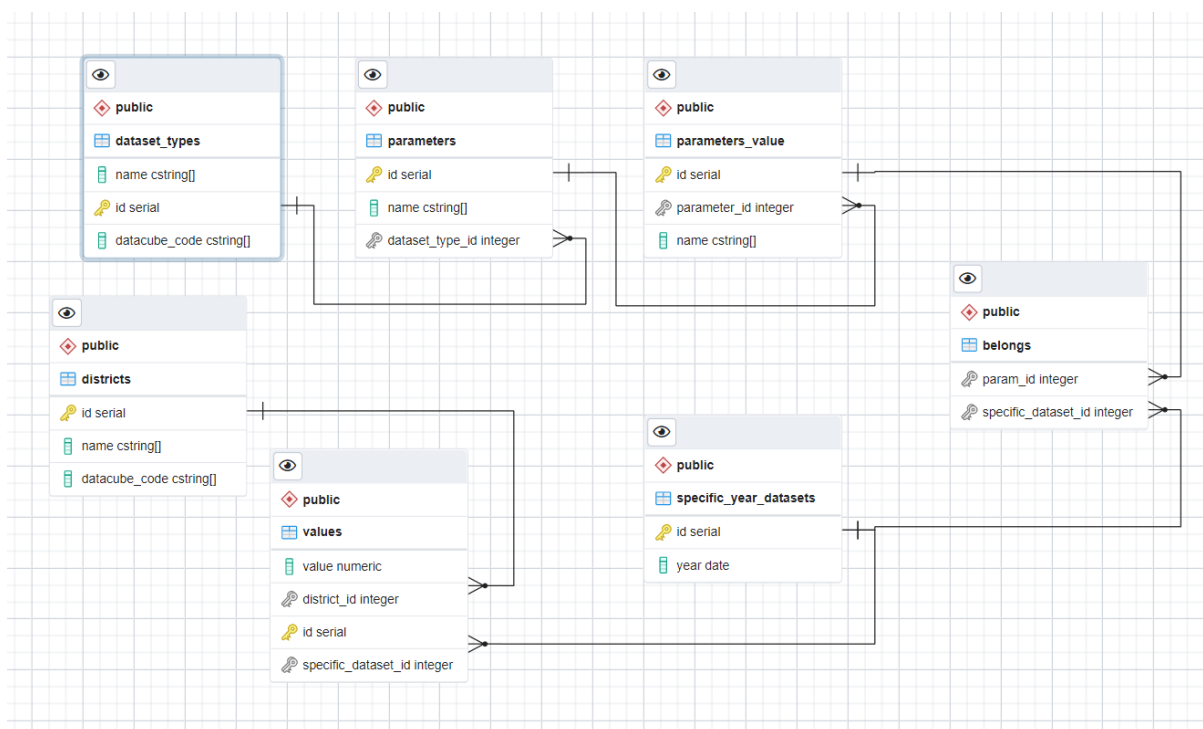 public
dataset_types
name cstring[]
id serial
datacube_code cstring[]
public
parameters
id serial
name cstring[]
dataset_type_id integer
public
parameters_value
id serial
parameter_id integer
name cstring[]
public
belongs
param_id integer
specific_dataset_id integer
public
districts
id serial
name cstring[]
datacube_code cstring[]
public
values
value numeric
district_id integer
id serial
specific_dataset_id integer
public
specific_year_datasets
id serial
year date